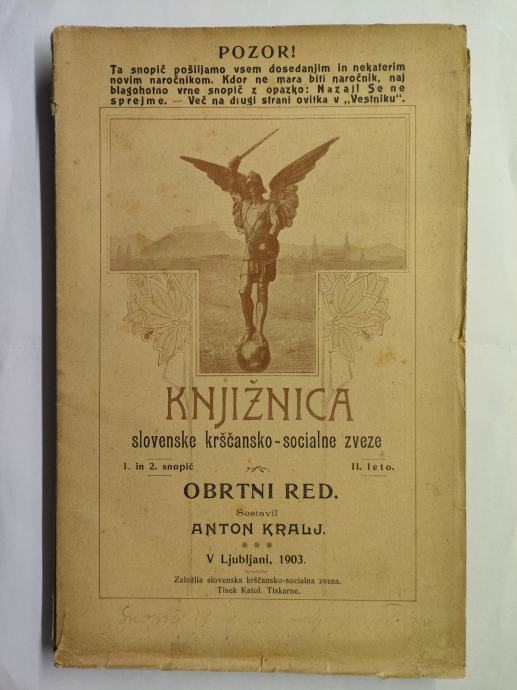 POZOR!
Ta snopič pošiljamo vsem dosedanjim in nekaterim
novim naročnikom. Kdor ne mara biti naročnik, naj
blagohotno vrne snopič z opazko: Nazaj! Se ne
sprejme. — Več na drugi strani ovitka v „Vestniku".
KNJIŽNICA
slovenske krščansko-socialne zveze
1. in 2. snopič
II. leto.
OBRTNI RED.
Sestavil
ANTON KRALJ.
* * *
V Ljubljani, 1903.
Založila slovenska krščansko-socialna zveza.
Tisek Katol. Tiskarne.
Snopič